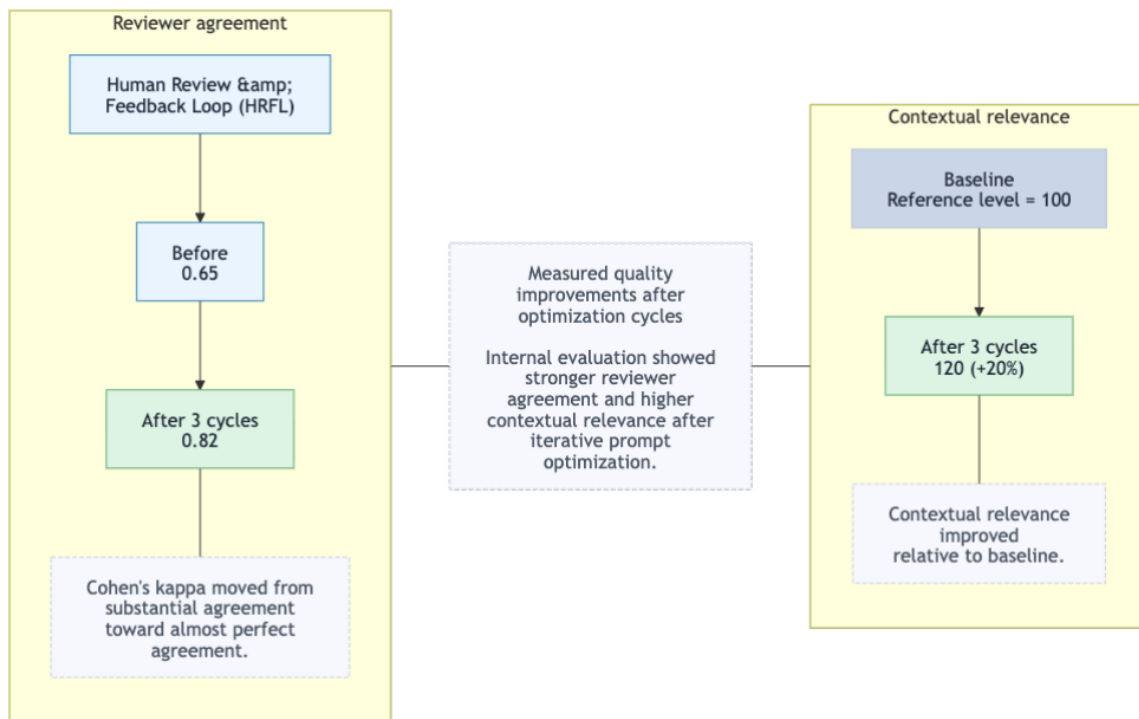 Reviewer agreement
Human Review &amp;
Feedback Loop (HRFL)
Before
0.65
After 3 cycles
0.82
Cohen's kappa moved from
substantial agreement
toward almost perfect
agreement.
Measured quality
improvements after
optimization cycles
Internal evaluation showed
stronger reviewer
agreement and higher
contextual relevance after
iterative prompt
optimization.
Contextual relevance
Baseline
Reference level = 100
After 3 cycles
120 (+20%)
Contextual relevance
improved
relative to baseline.